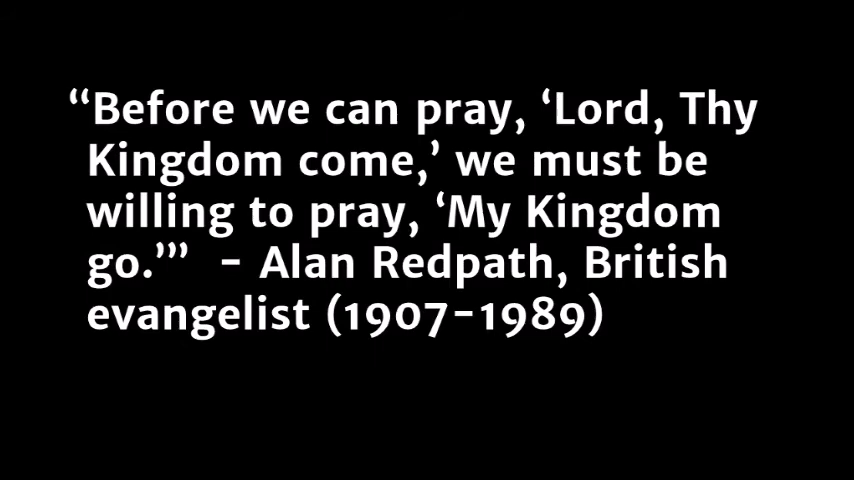 “Before we can pray, ‘Lord, Thy
Kingdom come,’ we must be
willing to pray, ‘My Kingdom
go.’”’  - Alan Redpath, British
evangelist (1907-1989)